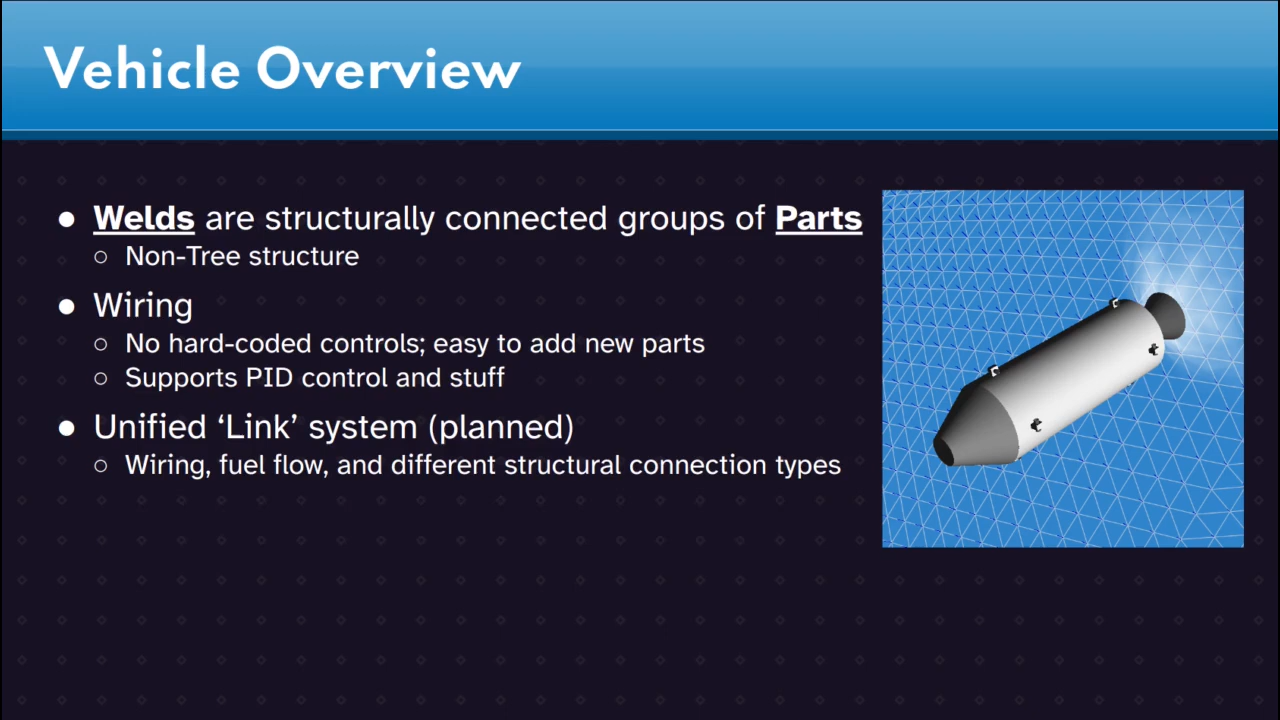 Vehicle Overview
● Welds are structurally connected groups of Parts
○ Non-Tree structure
● Wiring
○ No hard-coded controls; easy to add new parts
○ Supports PID control and stuff
● Unified ‘Link’ system (planned)
○ Wiring, fuel flow, and different structural connection types